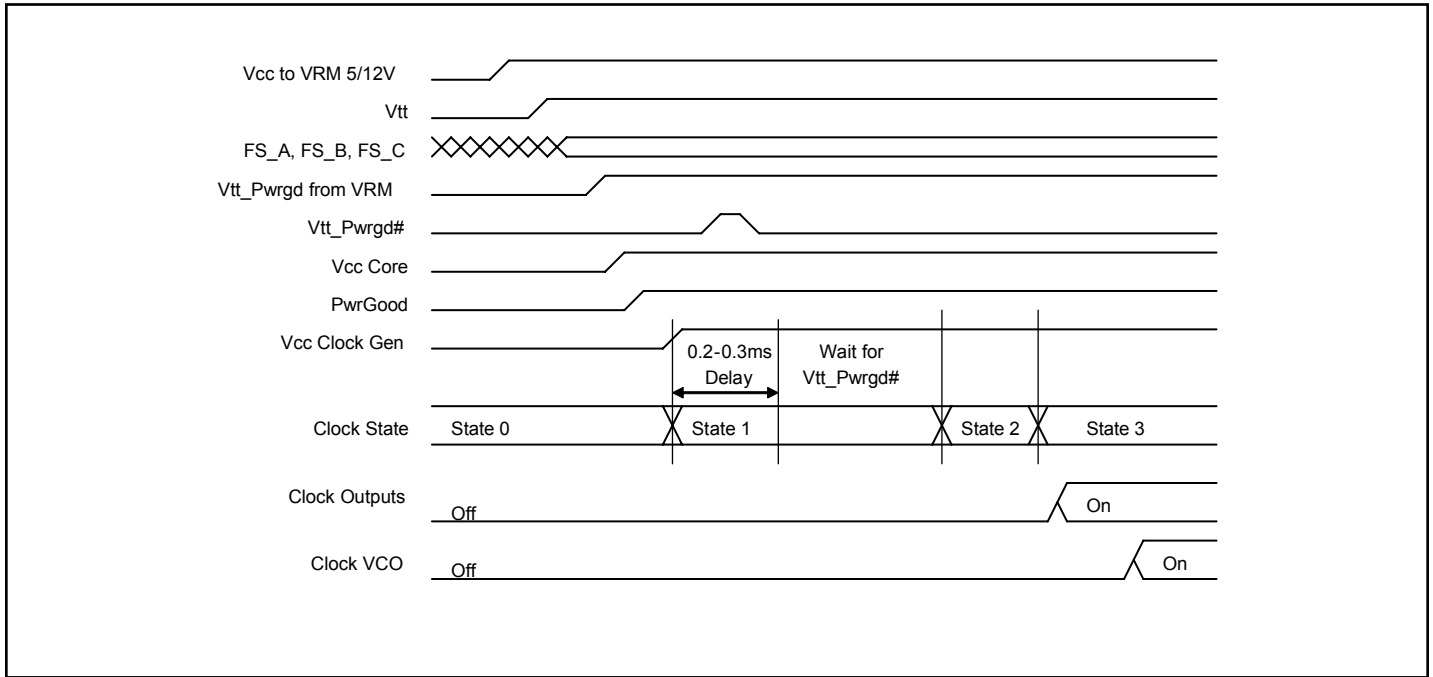 Vcc to VRM 5/12V
Vtt
FS_A, FS_B, FS_C
Vtt_Pwrgd from VRM
Vtt_Pwrgd#
Vcc Core
PwrGood
Vcc Clock Gen
0.2-0.3ms
Delay
Wait for
Vtt_Pwrgd#
Clock State
State 0
State 1
State 2
State 3
Clock Outputs
Off
On
Clock VCO
Off
On